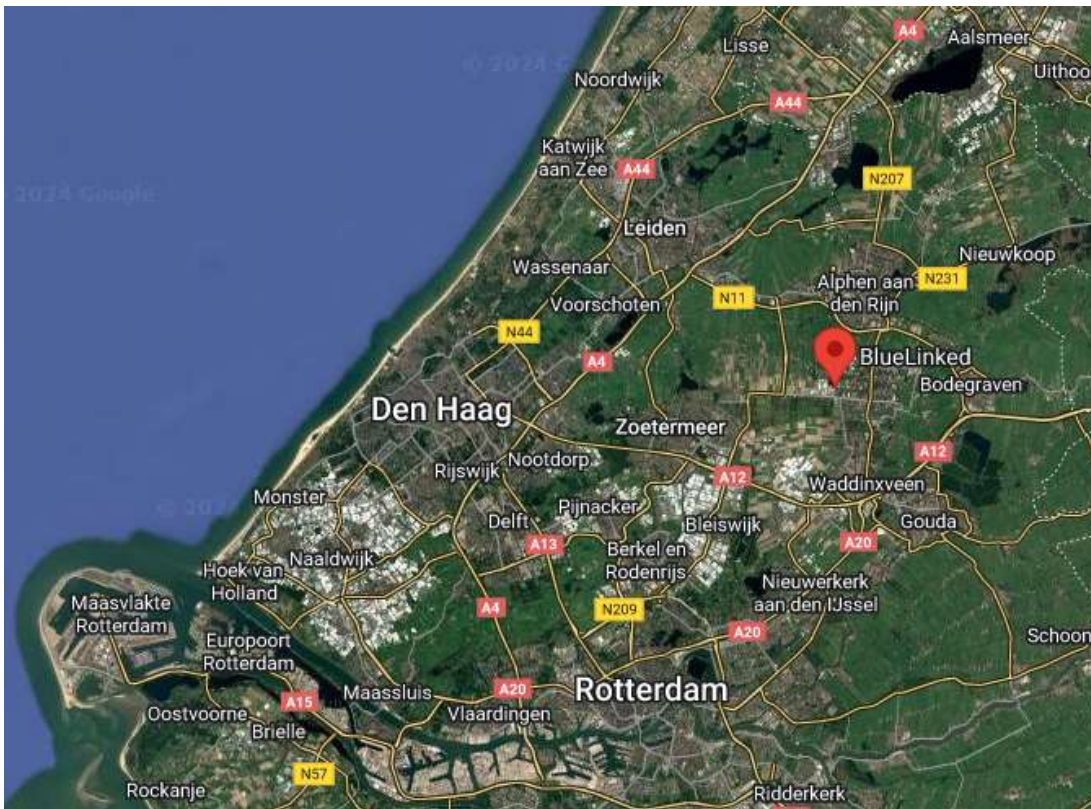 A4
Lisse
Aalsmeer
Uithoo
© 2024 G
Noordwijk
A44
Katwijk
aan Zee
A44
2024 Google
N207
Leiden
Nieuwkoop
Wassenaar
Alphen aan
den Rijn
N231
Voorschoten
N11
N44
A4
BlueLinked
Bodegraven
Den Haag
Zoetermeer
Rijswijk
Nootdorp
A12
A12
Waddinxveen
Monster
Delft
Pijnacker
Bleiswijk
Gouda
A13
A20
Naaldwijk
Berkel en
Rodenrijs
Hoek van
Holland
Nieuwerkerk
aan den IJssel
Maasvlakte
Rotterdam
A4
N209
A20
Schoon
Europoort
Rotterdam
Maassluis
A20
Rotterdam
A15
Oostvoorne
Vlaardingen
Brielle
N57
Rockanje
Ridderkerk